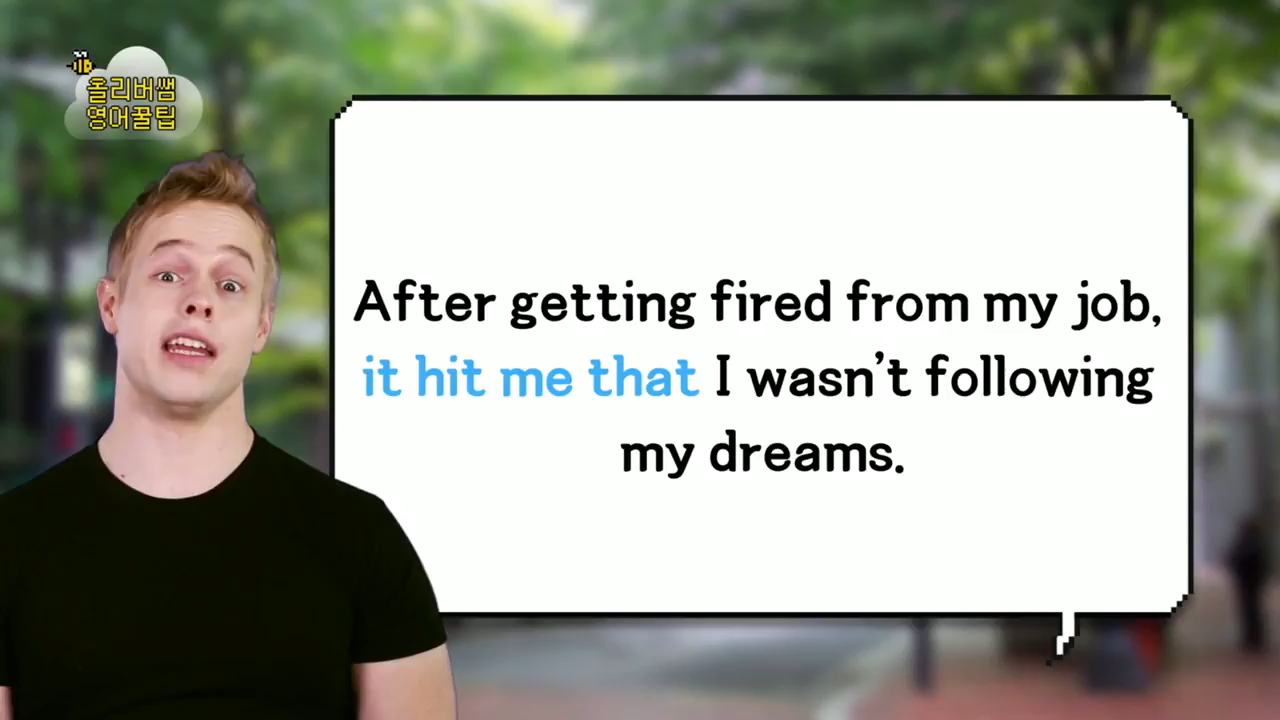 올리버쌤
영어꿀팁
After getting fired from my job,
it hit me that I wasn't following
my dreams.